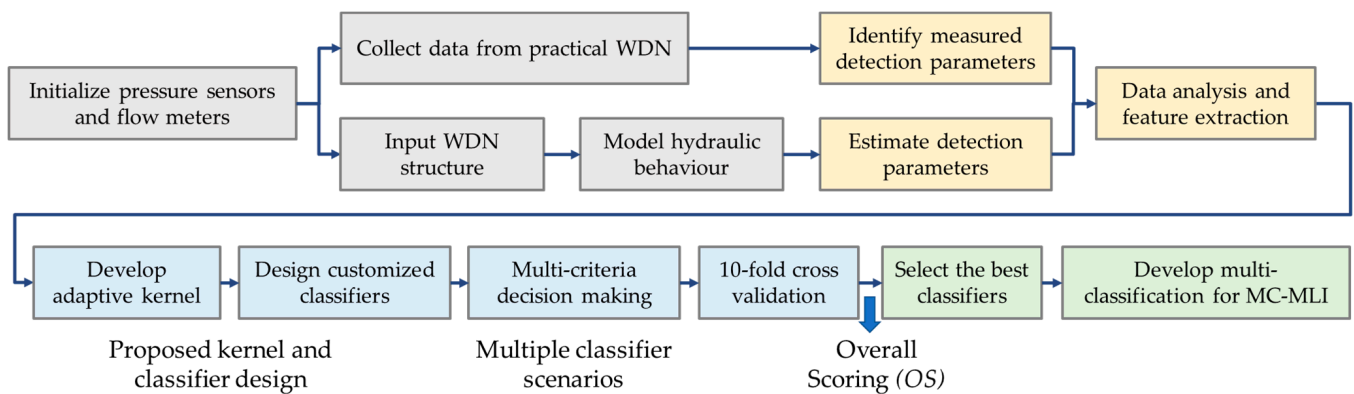 Initialize pressure sensors
and flow meters
Collect data from practical WDN
Identify measured
detection parameters
Input WDN
structure
Model hydraulic
behaviour
Estimate detection
parameters
Data analysis and
feature extraction
Develop
adaptive kernel
Design customized
classifiers
Multi-criteria
decision making
10-fold cross
validation
Select the best
classifiers
Develop multi-
classification for MC-MLI
Proposed kernel and
classifier design
Multiple classifier
scenarios
Overall
Scoring (OS)